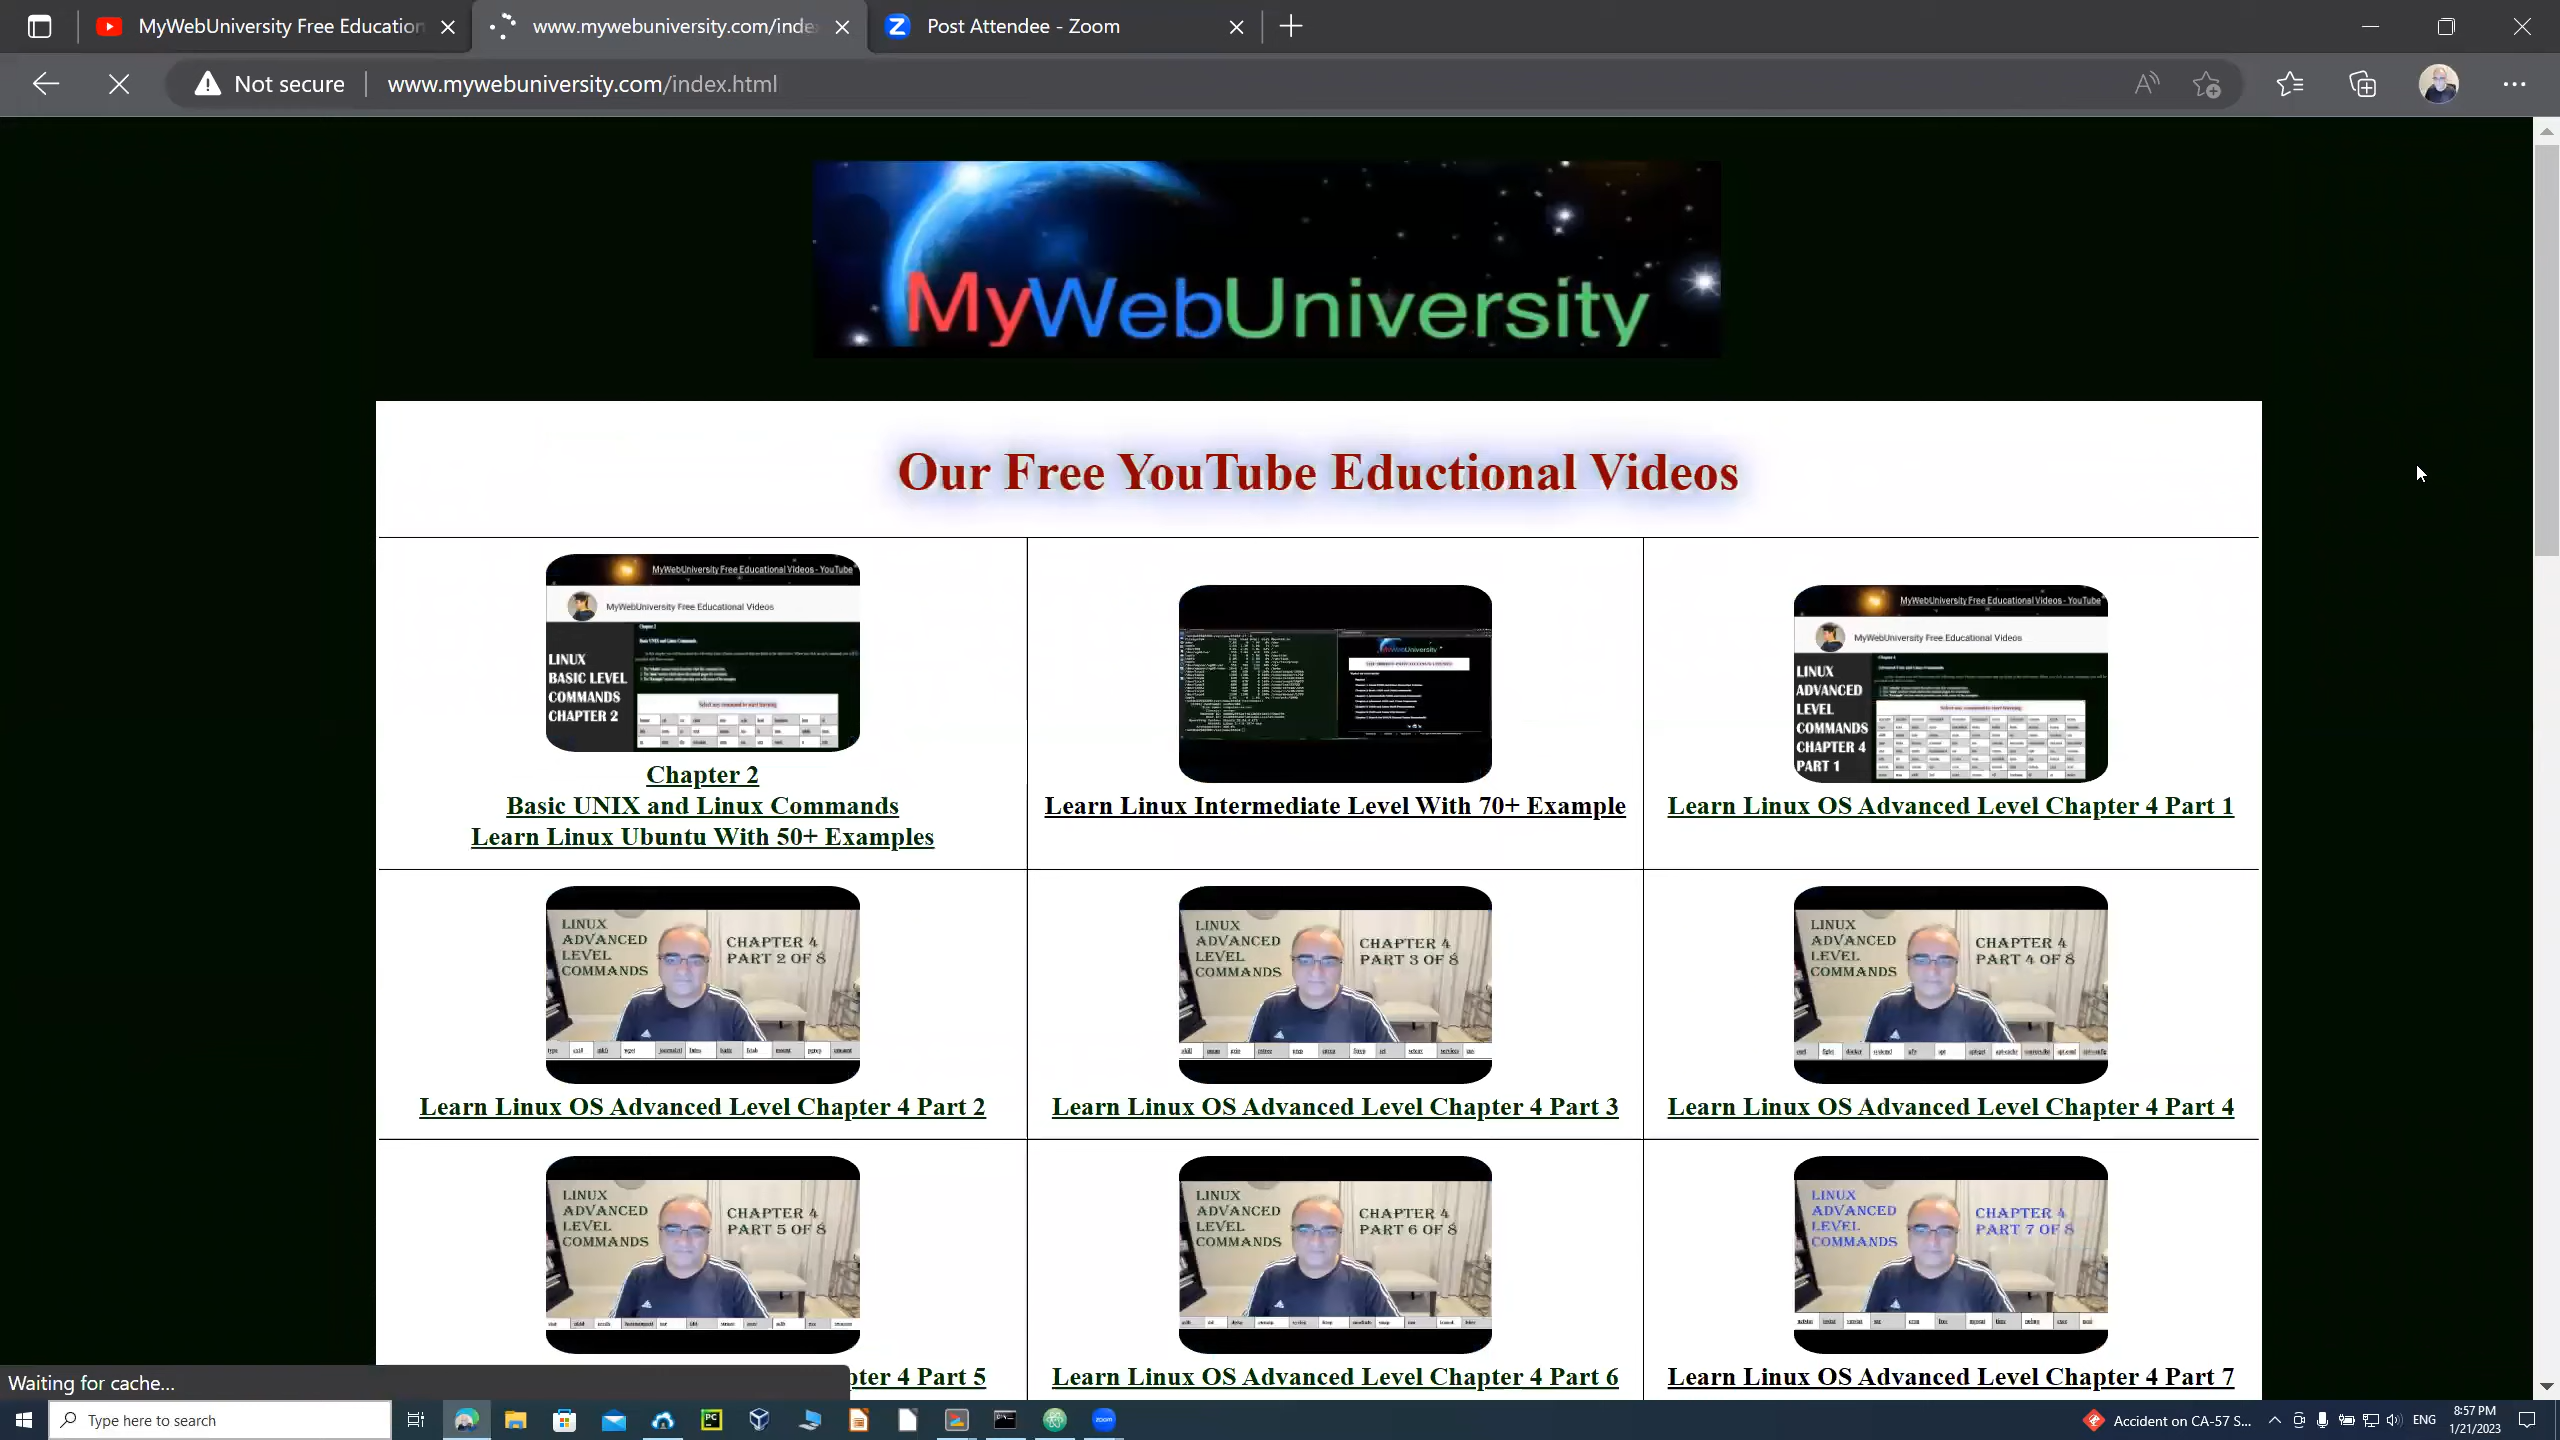 MyWebUniversity Free Education
www.mywebuniversity.com/inde
Post Attendee - Zoom
Not secure
www.mywebuniversity.com/index.html
MyWebUniversity
Our Free YouTube Eductional Videos
MyWebUniversity Free Educational Videos - YouTube
MyWebUniversity Free Educational Videos
LINUX
BASIC LEVEL
COMMANDS
CHAPTER 2
Chapter 2
Basic UNIX and Linux Commands
Learn Linux Ubuntu With 50+ Examples
MyWebUniversity
Learn Linux Intermediate Level With 70+ Example
MyWebUniversity Free Educational Videos - YouTube
MyWebUniversity Free Educational Videos
LINUX
ADVANCED
LEVEL
COMMANDS
CHAPTER 4
PART 1
Learn Linux OS Advanced Level Chapter 4 Part 1
LINUX
ADVANCED
LEVEL
COMMANDS
CHAPTER 4
PART 2 OF 8
Learn Linux OS Advanced Level Chapter 4 Part 2
LINUX
ADVANCED
LEVEL
COMMANDS
CHAPTER 4
PART 3 OF 8
Learn Linux OS Advanced Level Chapter 4 Part 3
LINUX
ADVANCED
LEVEL
COMMANDS
CHAPTER 4
PART 4 OF 8
Learn Linux OS Advanced Level Chapter 4 Part 4
LINUX
ADVANCED
LEVEL
COMMANDS
CHAPTER 4
PART 5 OF 8
pter 4 Part 5
LINUX
ADVANCED
LEVEL
COMMANDS
CHAPTER 4
PART 6 OF 8
Learn Linux OS Advanced Level Chapter 4 Part 6
LINUX
ADVANCED
LEVEL
COMMANDS
CHAPTER 4
PART 7 OF 8
Learn Linux OS Advanced Level Chapter 4 Part 7
Waiting for cache...
Type here to search
Accident on CA-57 S...
ENG
8:57 PM
1/21/2023